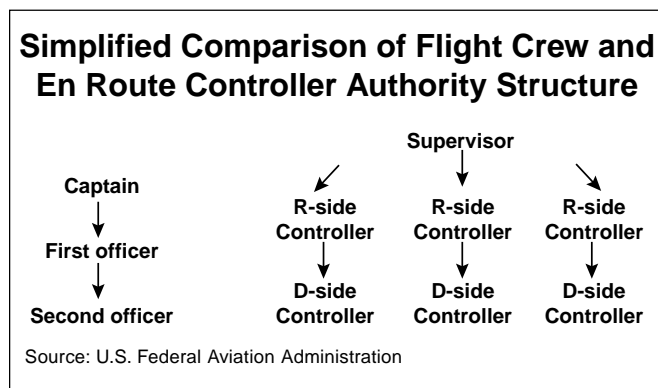 Simplified Comparison of Flight Crew and
En Route Controller Authority Structure
Captain
First officer
Second officer
Supervisor
R-side
Controller
R-side
Controller
R-side
Controller
D-side
Controller
D-side
Controller
D-side
Controller
Source: U.S. Federal Aviation Administration